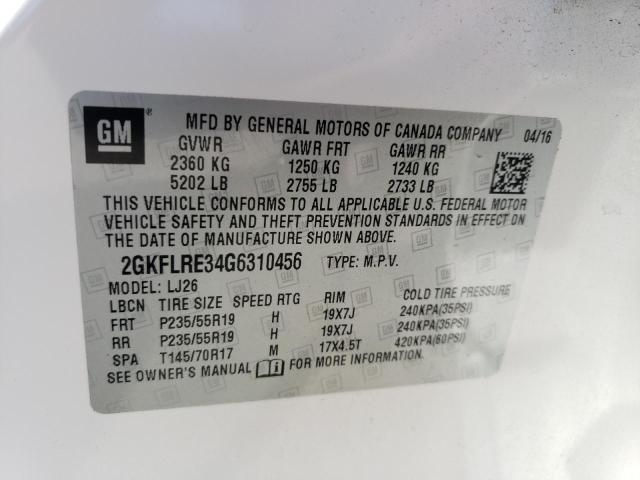 GM ®
MFD BY GENERAL MOTORS OF CANADA COMPANY 04/16
GVWR GAWR FRT GAWR RR
2360 KG 1250 KG 1240 KG
5202 LB 2755 LB 2733 LB
THIS VEHICLE CONFORMS TO ALL APPLICABLE U.S. FEDERAL MOTOR
VEHICLE SAFETY AND THEFT PREVENTION STANDARDS IN EFFECT ON
THE DATE OF MANUFACTURE SHOWN ABOVE.
2GKFLRE34G6310456 TYPE: M.P.V.
MODEL: LJ26
LBCN TIRE SIZE SPEED RTG RIM COLD TIRE PRESSURE
FRT P235/55R19 H 19X7J 240KPA(35PSI)
RR P235/55R19 H 19X7J 240KPA(35PSI)
SPA T145/70R17 M 17X4.5T 420KPA(60PSI)
SEE OWNER'S MANUAL FOR MORE INFORMATION.